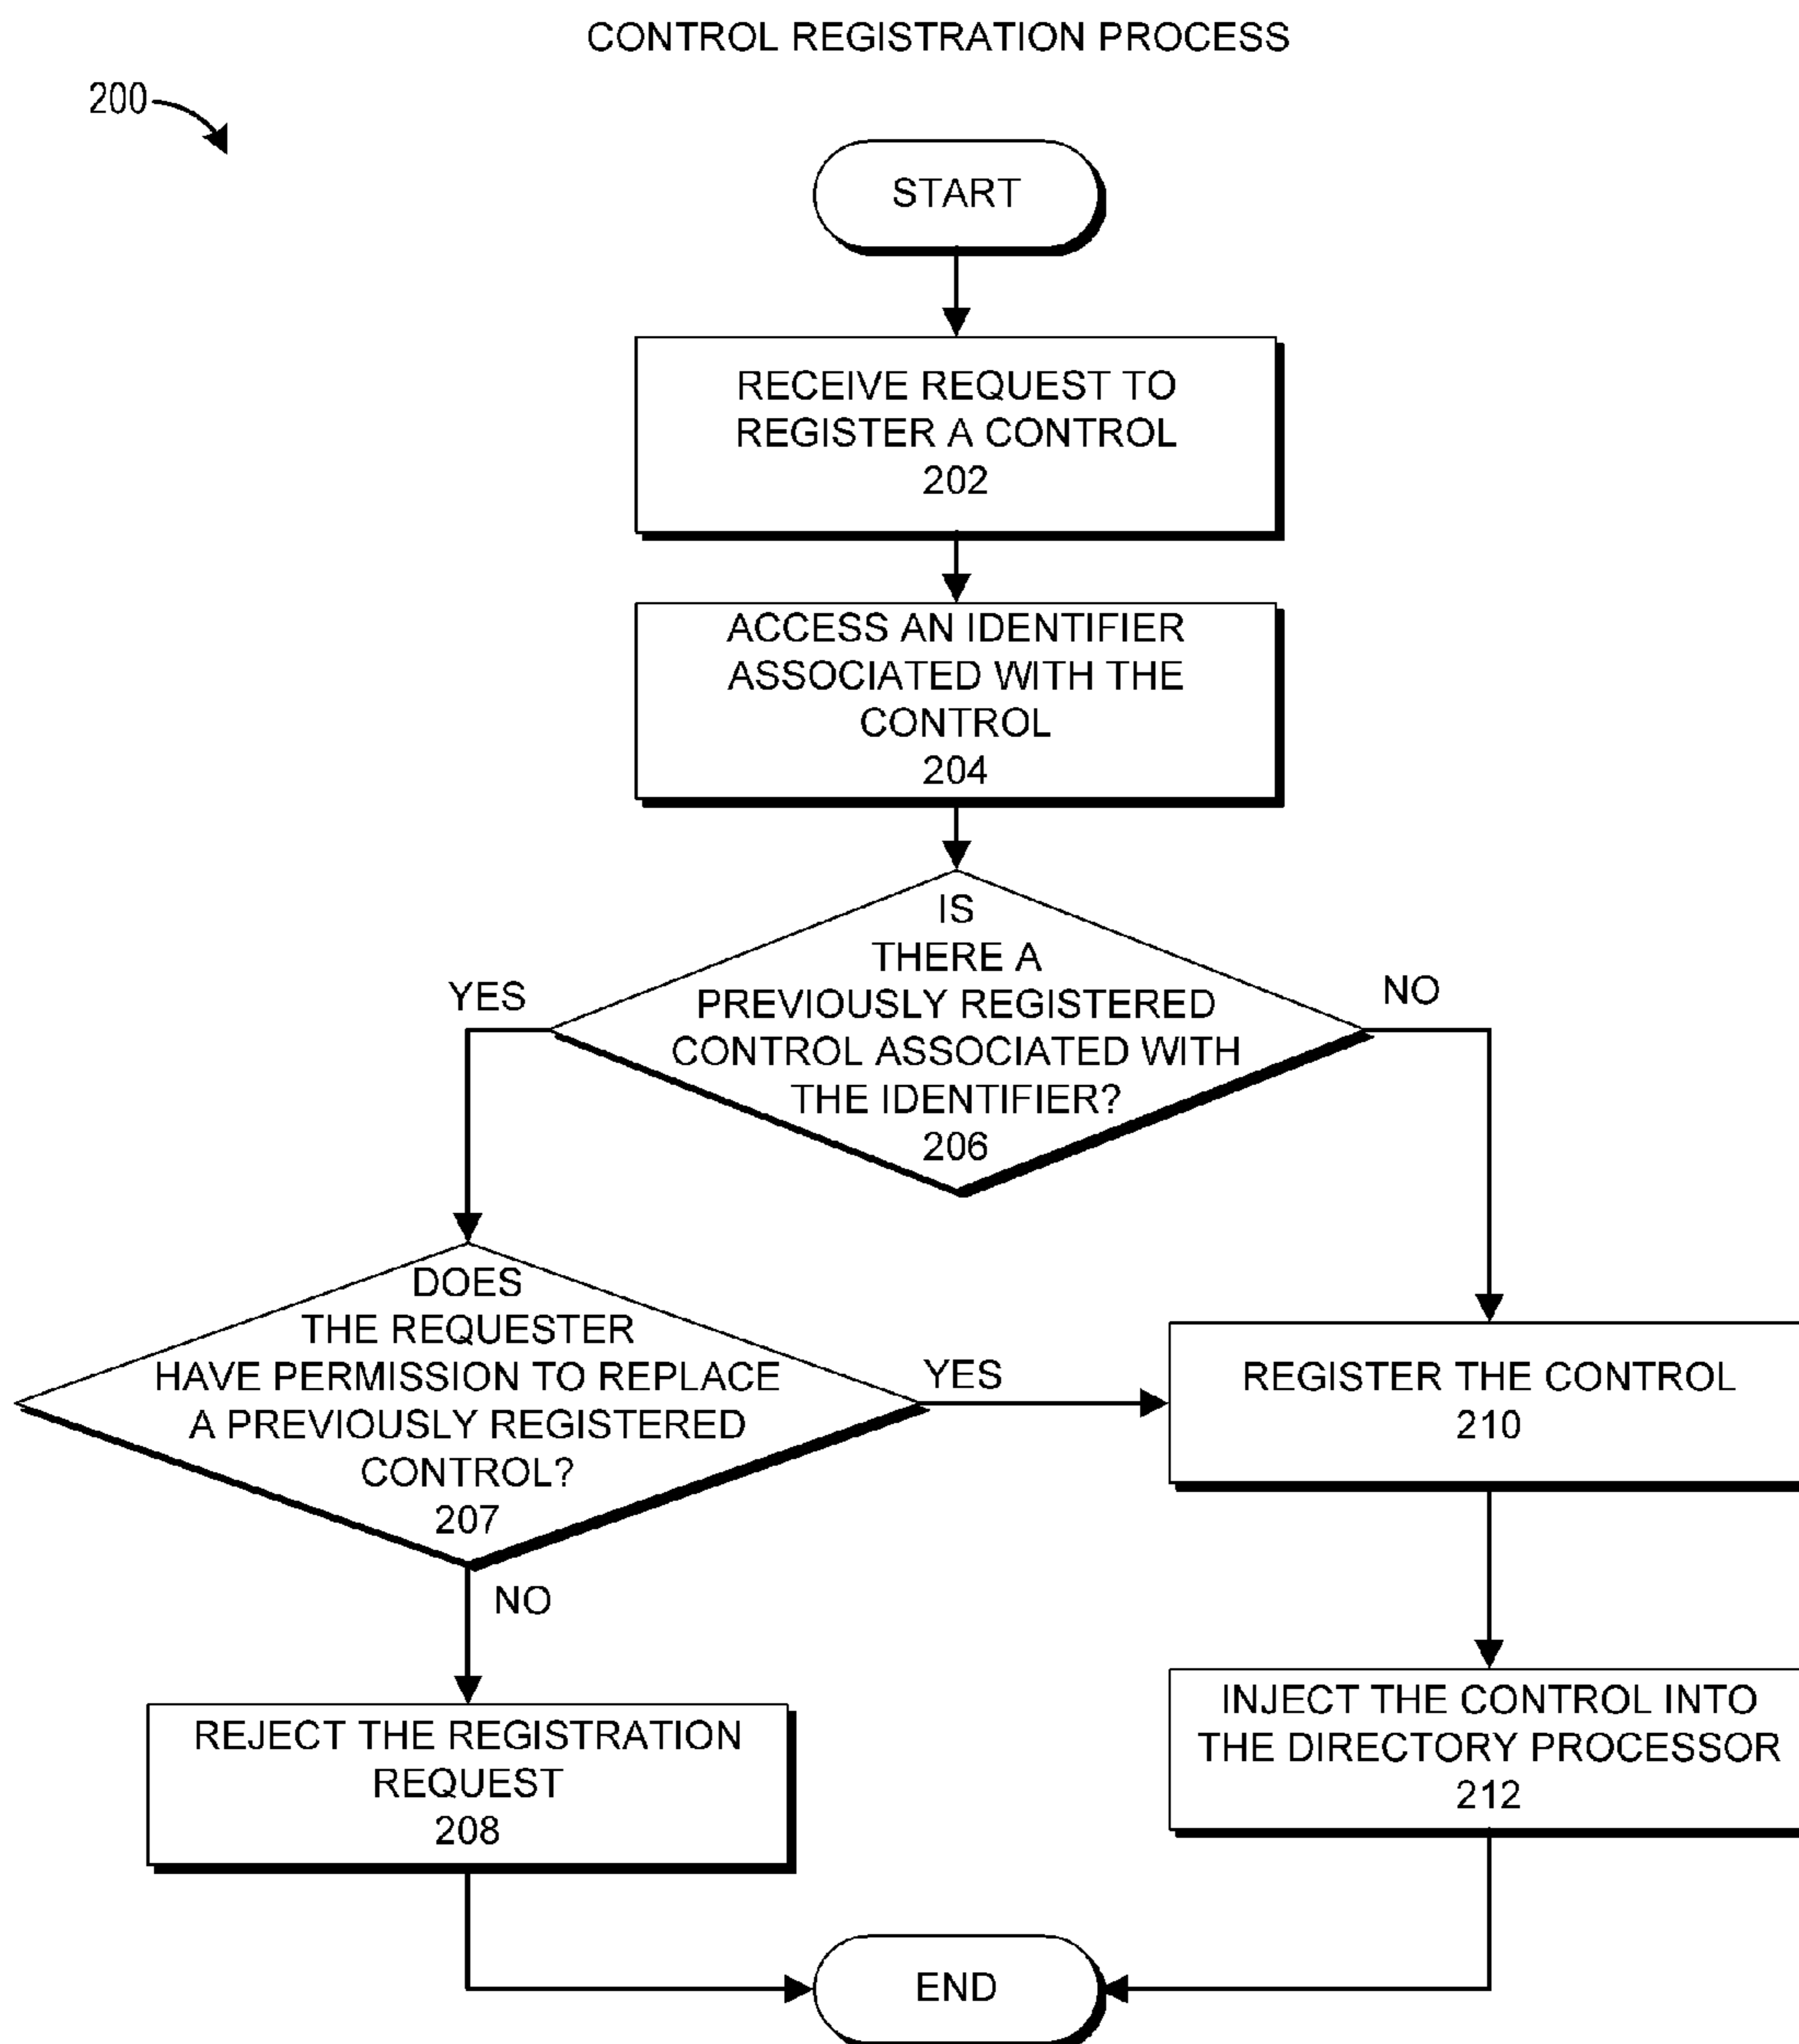 CONTROL REGISTRATION PROCESS
200
START
RECEIVE REQUEST TO
REGISTER A CONTROL
202
ACCESS AN IDENTIFIER
ASSOCIATED WITH THE
CONTROL
204
IS
THERE A
PREVIOUSLY REGISTERED
CONTROL ASSOCIATED WITH
THE IDENTIFIER?
206
YES
NO
DOES
THE REQUESTER
HAVE PERMISSION TO REPLACE
A PREVIOUSLY REGISTERED
CONTROL?
207
YES
NO
REGISTER THE CONTROL
210
REJECT THE REGISTRATION
REQUEST
208
INJECT THE CONTROL INTO
THE DIRECTORY PROCESSOR
212
END